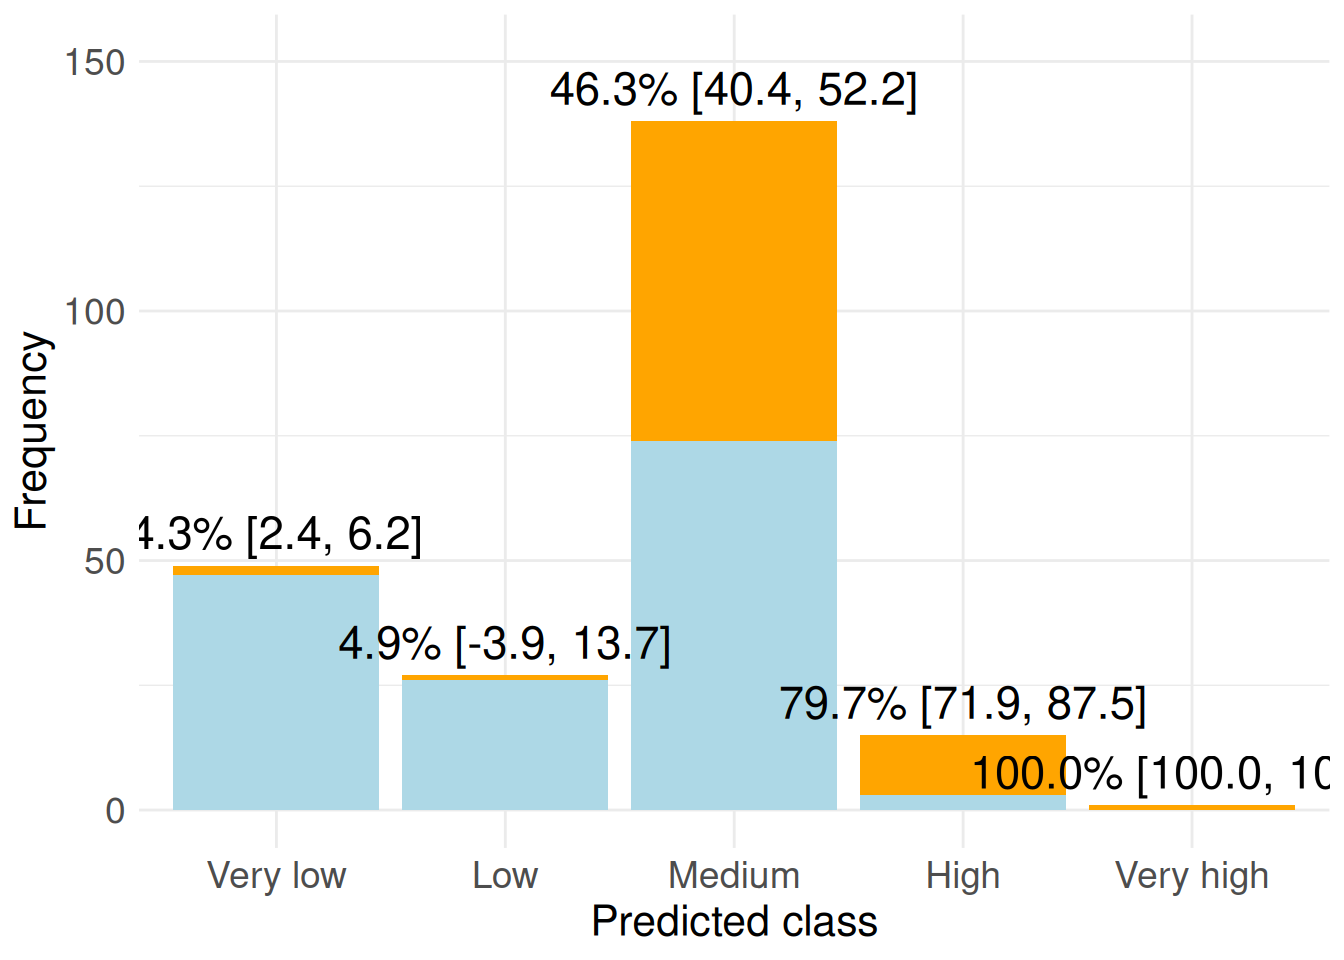 150
46.3% [40.4, 52.2]
100
Frequency
4.3% [2.4, 6.2]
50
4.9% [-3.9, 13.7]
79.7% [71.9, 87.5]
100.0% [100.0, 10
0
Very low
Low
Medium
High
Very high
Predicted class